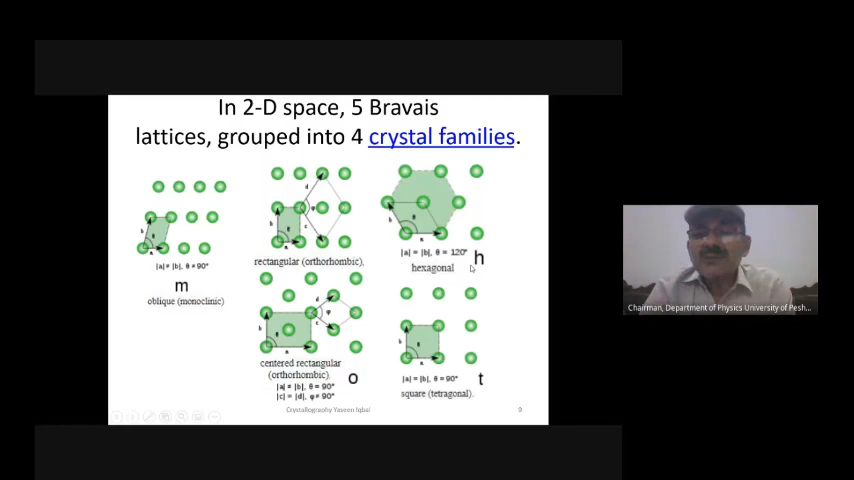 In 2-D space, 5 Bravais
lattices, grouped into 4 crystal families.
|a| ≠ |b|, θ ≠ 90°
m
oblique (monoclinic)
d
φ
c
b
θ
a
rectangular (orthorhombic).
b
θ
a
|a| = |b|, θ = 120°
h
hexagonal
d
φ
c
b
θ
a
centered rectangular
(orthorhombic).
o
|a| ≠ |b|, θ = 90°
|c| = |d|, φ ≠ 90°
b
θ
a
|a| = |b|, θ = 90°
t
square (tetragonal).
Crystallography Yaseen Iqbal
9
Chairman, Department of Physics University of Pesh...